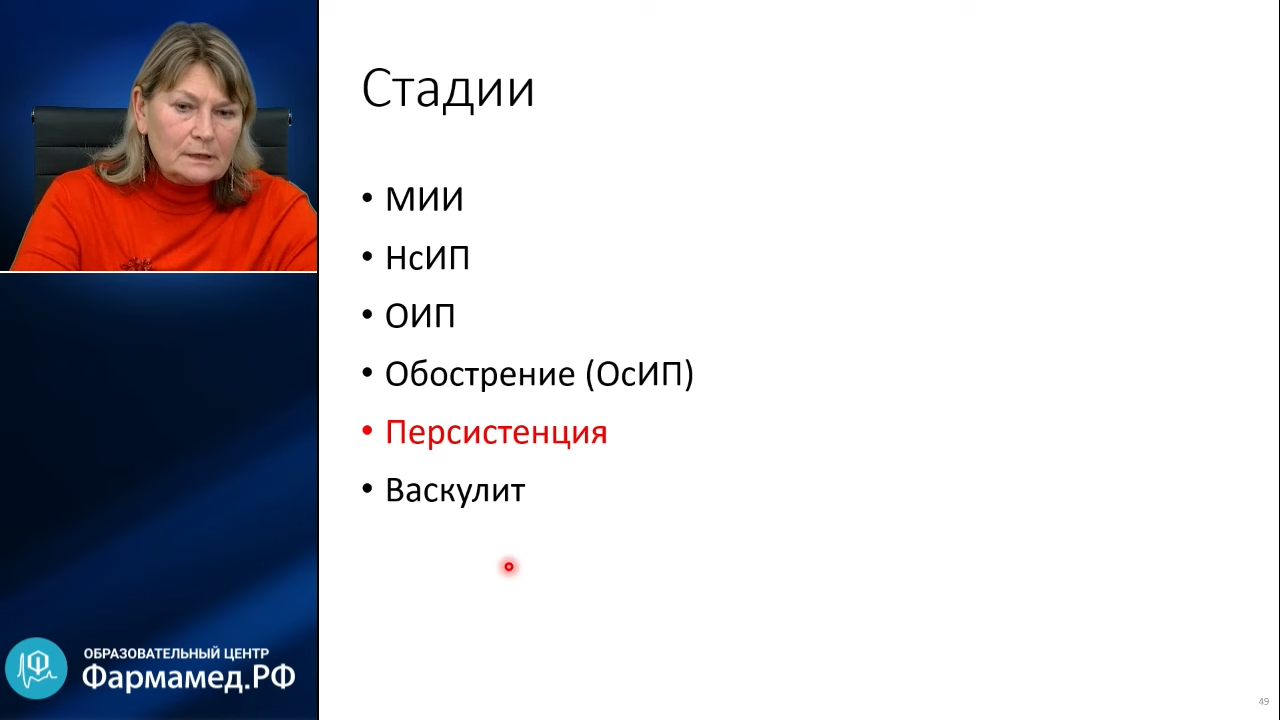 Стадии
• МИИ
• НсИП
• ОИП
• Обострение (ОсИП)
• Персистенция
• Васкулит
ОБРАЗОВАТЕЛЬНЫЙ ЦЕНТР
Фармамед.РФ
49